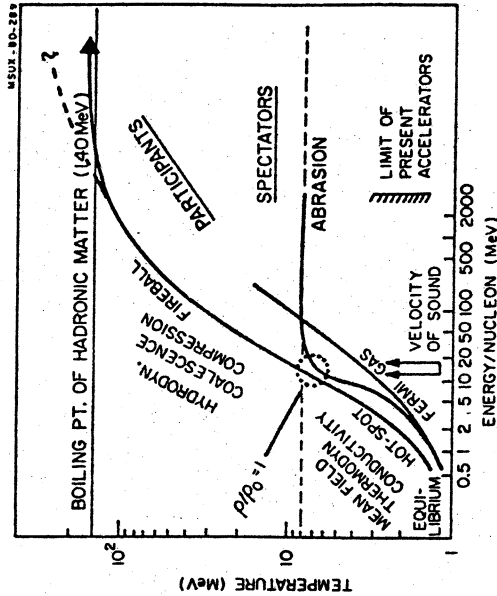 MSUX-80-289
BOILING PT. OF HADRONIC MATTER (140 MeV)
?
PARTICIPANTS
FIREBALL
HYDRODYN.
COALESCENCE
COMPRESSION
SPECTATORS
ABRASION
ρ/ρ₀=1
LIMIT OF
PRESENT
ACCELERATORS
MEAN FIELD
THERMODYN
CONDUCTIVITY
HOT-SPOT
FERMI GAS
VELOCITY
OF SOUND
EQUI-
LIBRIUM
10²
10
1
TEMPERATURE (MeV)
0.5 1 2 5 10 20 50 100 500 2000
ENERGY/NUCLEON (MeV)